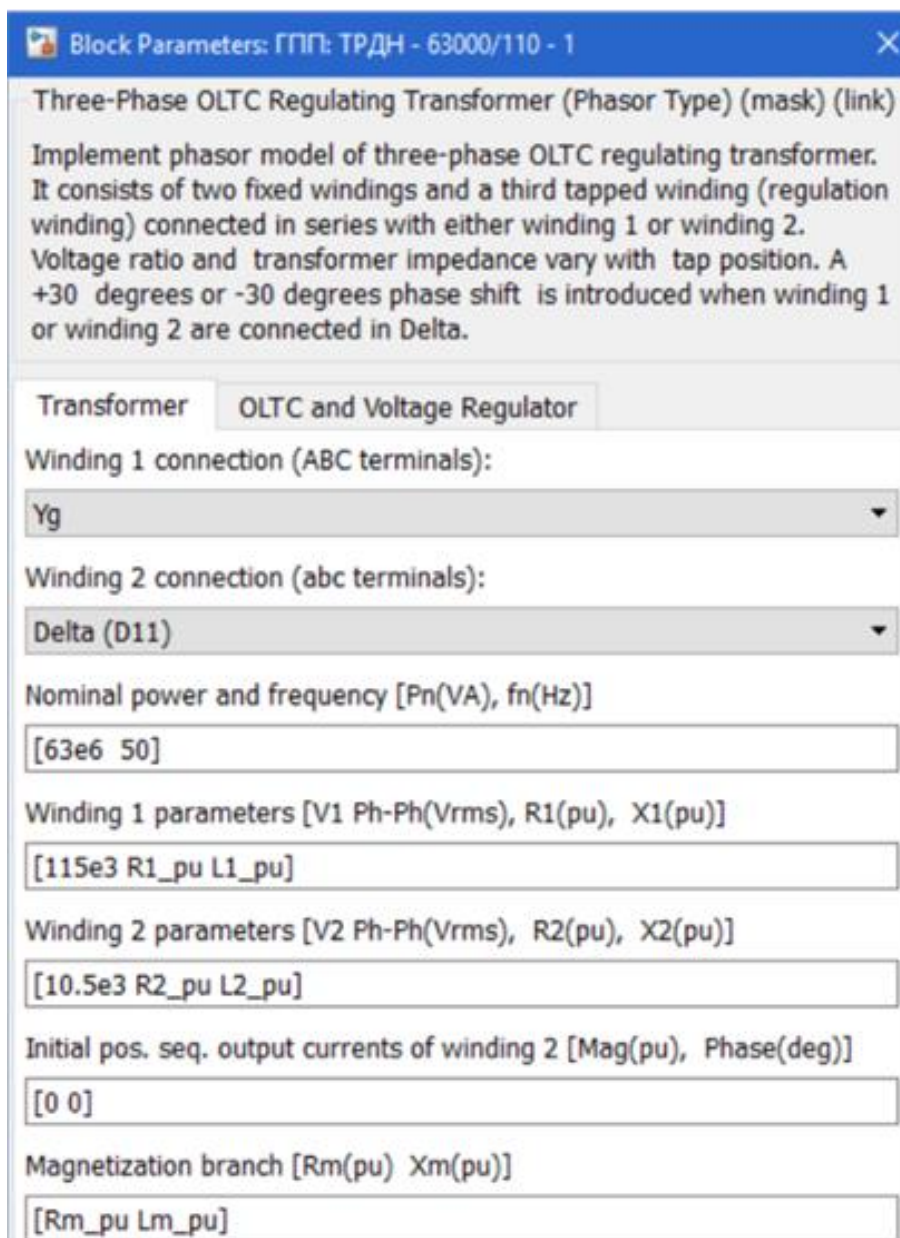 Block Parameters: ГПП: ТРДН - 63000/110 - 1
Three-Phase OLTC Regulating Transformer (Phasor Type) (mask) (link)
Implement phasor model of three-phase OLTC regulating transformer.
It consists of two fixed windings and a third tapped winding (regulation
winding) connected in series with either winding 1 or winding 2.
Voltage ratio and transformer impedance vary with tap position. A
+30 degrees or -30 degrees phase shift is introduced when winding 1
or winding 2 are connected in Delta.
Transformer OLTC and Voltage Regulator
Winding 1 connection (ABC terminals):
Yg
Winding 2 connection (abc terminals):
Delta (D11)
Nominal power and frequency [Pn(VA), fn(Hz)]
[63e6 50]
Winding 1 parameters [V1 Ph-Ph(Vrms), R1(pu), X1(pu)]
[115e3 R1_pu L1_pu]
Winding 2 parameters [V2 Ph-Ph(Vrms), R2(pu), X2(pu)]
[10.5e3 R2_pu L2_pu]
Initial pos. seq. output currents of winding 2 [Mag(pu), Phase(deg)]
[0 0]
Magnetization branch [Rm(pu) Xm(pu)]
[Rm_pu Lm_pu]